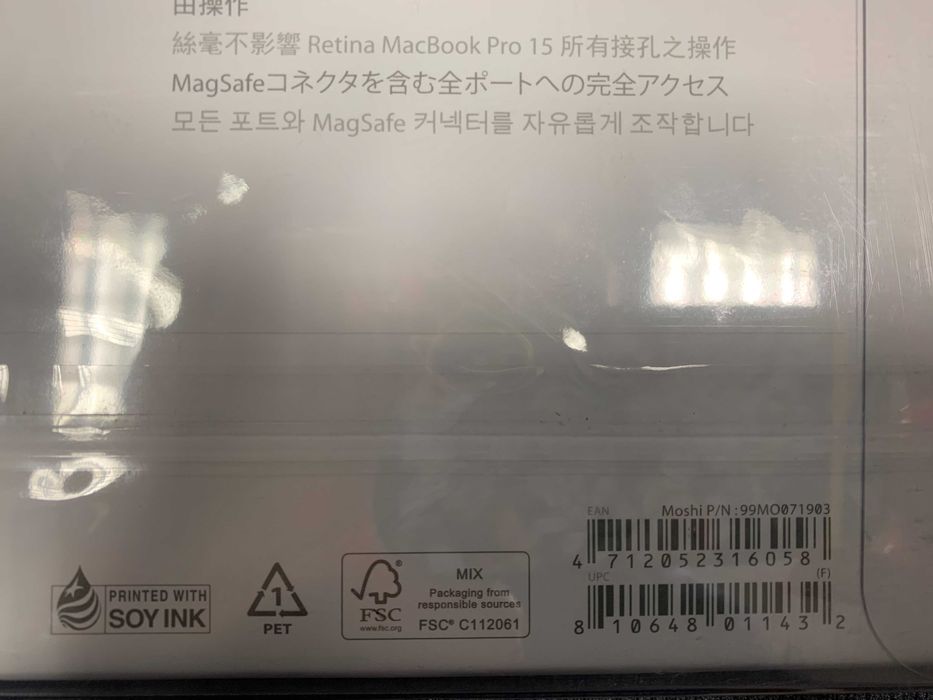 由操作
絲毫不影響 Retina MacBook Pro 15 所有接孔之操作
MagSafeコネクタを含む全ポートへの完全アクセス
모든 포트와 MagSafe 커넥터를 자유롭게 조작합니다
EAN Moshi P/N : 99MO071903
4 712052316058
UPC (F)
8 10648 01143 2
PRINTED WITH
SOY INK
1
PET
FSC®
www.fsc.org
MIX
Packaging from
responsible sources
FSC® C112061